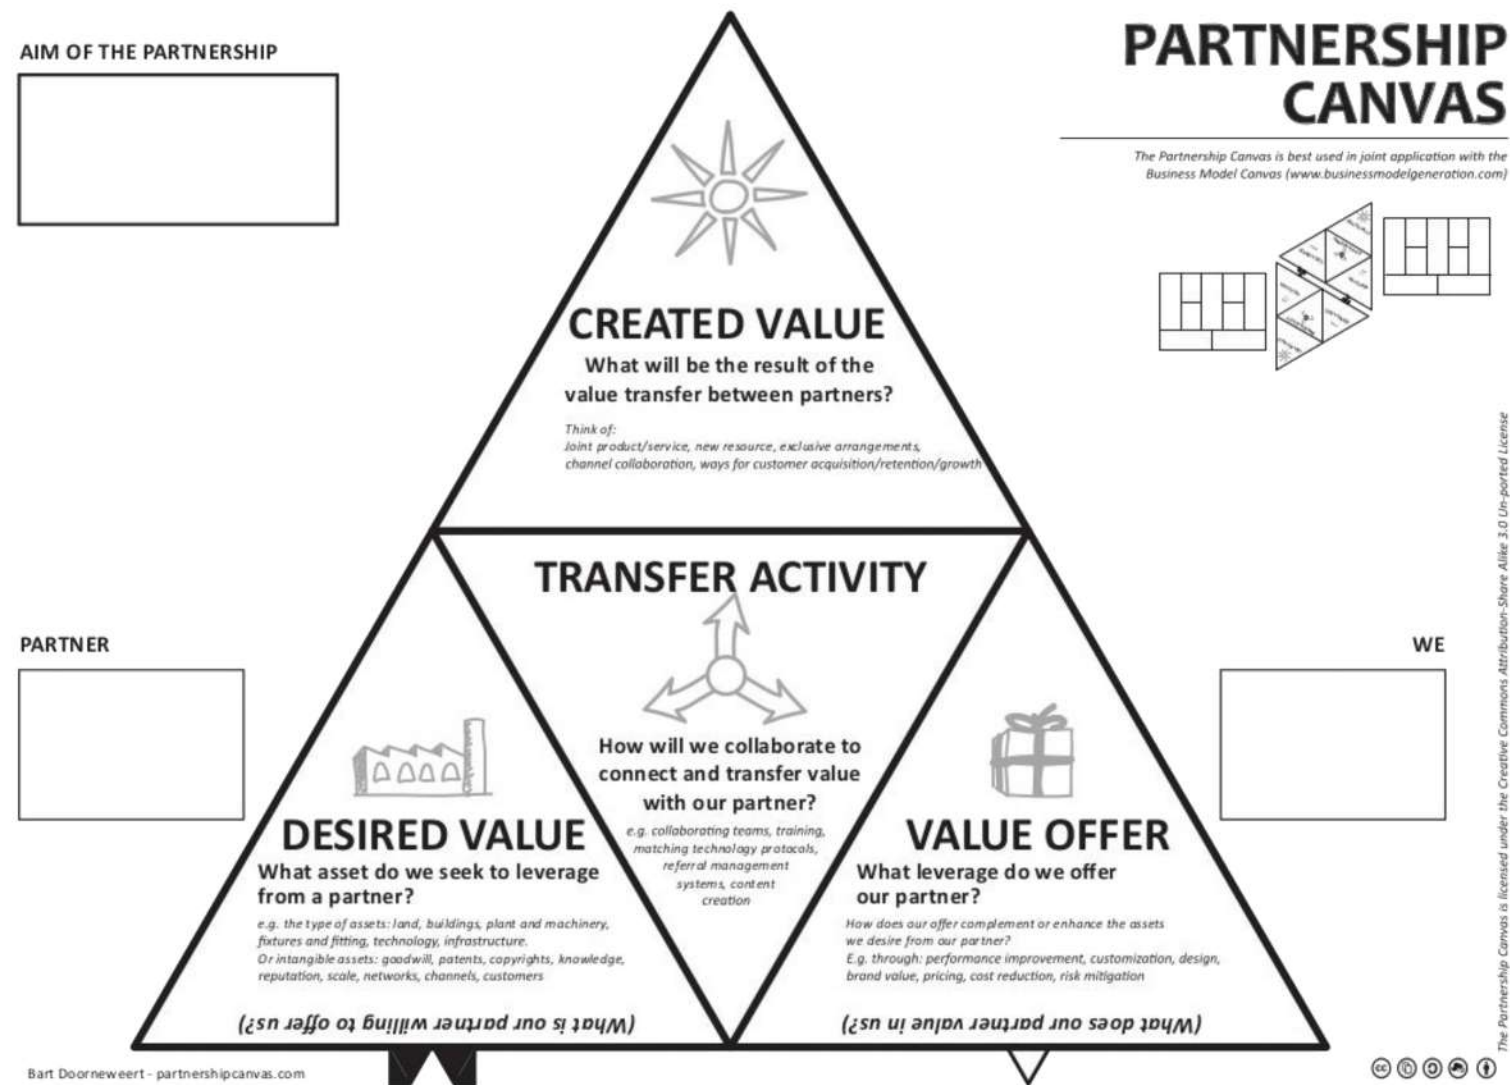 AIM OF THE PARTNERSHIP
PARTNERSHIP
CANVAS
The Partnership Canvas is best used in joint application with the
Business Model Canvas (www.businessmodelgeneration.com)
CREATED VALUE
What will be the result of the
value transfer between partners?
Think of:
Joint product/service, new resource, exclusive arrangements,
channel collaboration, ways for customer acquisition/retention/growth
TRANSFER ACTIVITY
How will we collaborate to
connect and transfer value
with our partner?
e.g. collaborating teams, training,
matching technology protocols,
referral management
systems, content
creation
PARTNER
WE
DESIRED VALUE
What asset do we seek to leverage
from a partner?
e.g. the type of assets: land, buildings, plant and machinery,
fixtures and fitting, technology, infrastructure.
Or intangible assets: goodwill, patents, copyrights, knowledge,
reputation, scale, networks, channels, customers
(What is our partner willing to offer us?)
VALUE OFFER
What leverage do we offer
our partner?
How does our offer complement or enhance the assets
we desire from our partner?
E.g. through: performance improvement, customization, design,
brand value, pricing, cost reduction, risk mitigation
(What does our partner value in us?)
Bart Doorneweert - partnershipcanvas.com
The Partnership Canvas is licensed under the Creative Commons Attribution-Share Alike 3.0 Un-ported License
cc